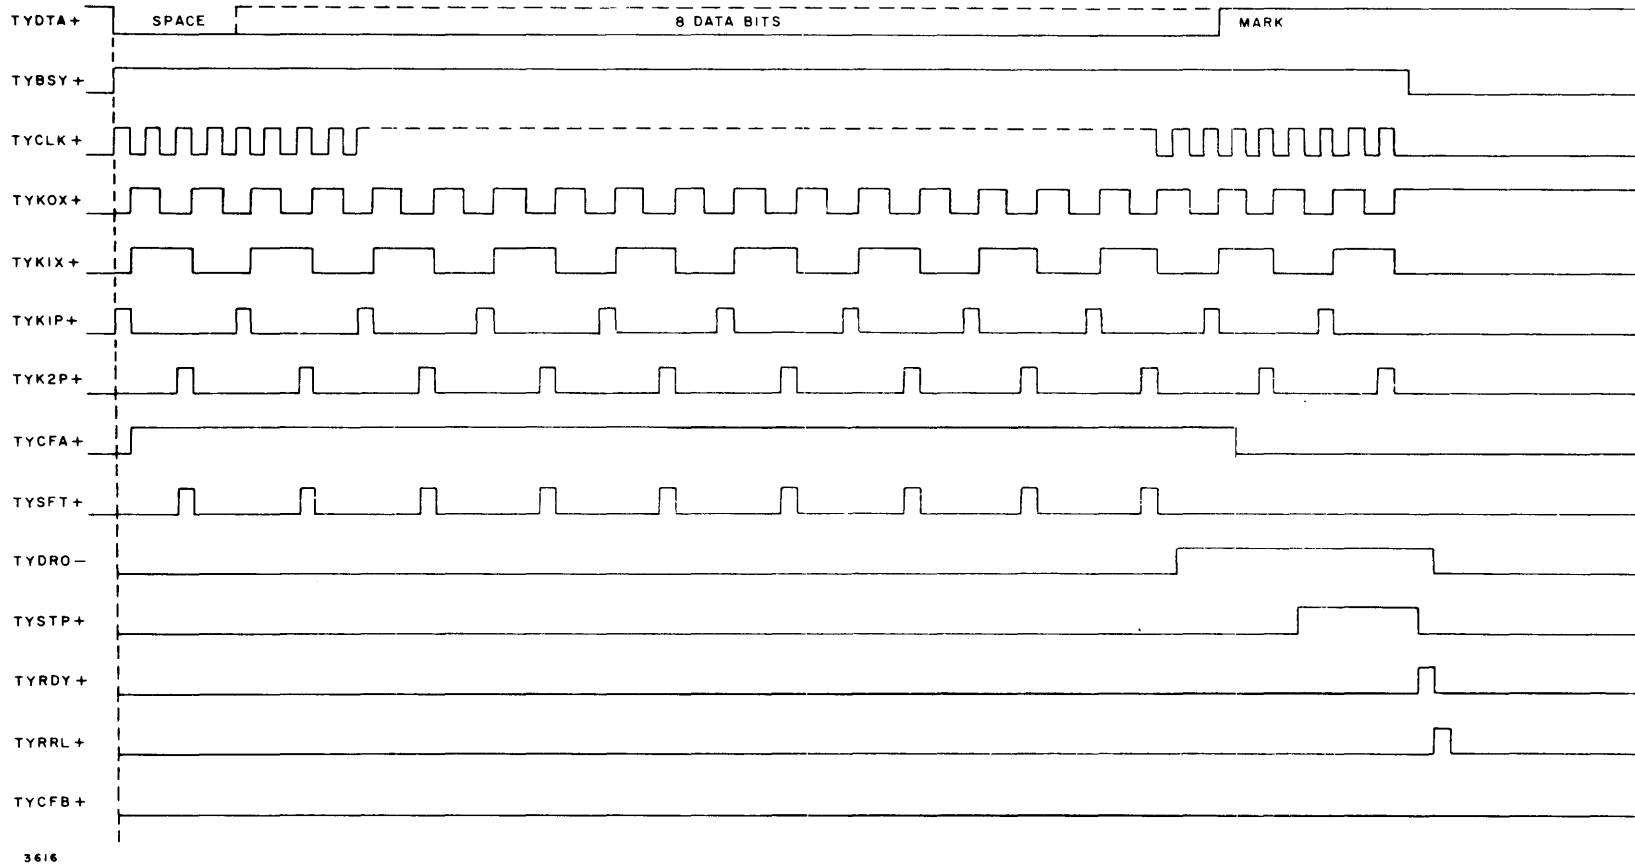 TYDTA+ SPACE 8 DATA BITS MARK
TYBSY+
TYCLK+
TYKOX+
TYKIX+
TYKIP+
TYK2P+
TYCFA+
TYSFT+
TYDRO−
TYSTP+
TYRDY+
TYRRL+
TYCFB+
3616